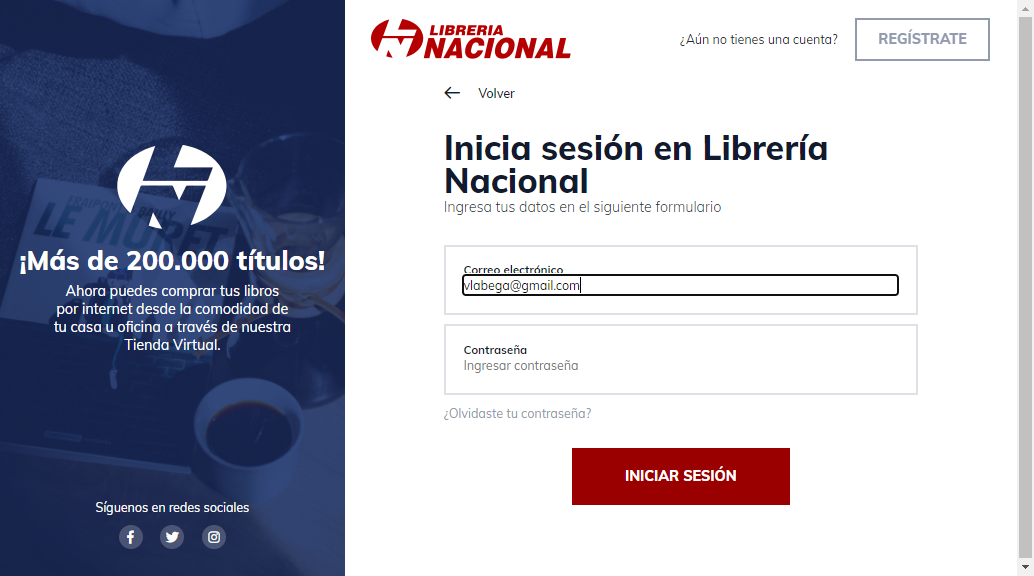 LIBRERIA
NACIONAL
¿Aún no tienes una cuenta?
REGÍSTRATE
Volver
Inicia sesión en Librería
Nacional
Ingresa tus datos en el siguiente formulario
Correo electrónico
vlabega@gmail.com
Contraseña
Ingresar contraseña
¿Olvidaste tu contraseña?
INICIAR SESIÓN
LE MURET
¡Más de 200.000 títulos!
Ahora puedes comprar tus libros
por internet desde la comodidad de
tu casa u oficina a través de nuestra
Tienda Virtual.
Síguenos en redes sociales